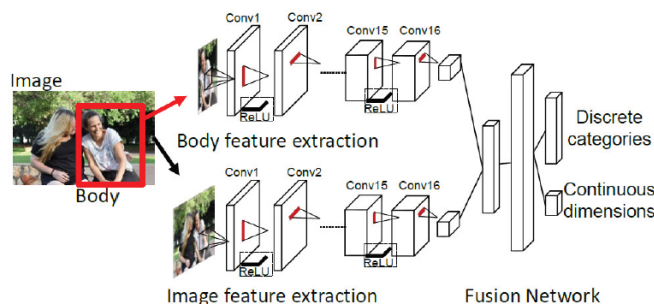 Image
Body
Conv1
Conv2
Conv15
Conv16
ReLU
ReLU
Body feature extraction
Conv1
Conv2
Conv15
Conv16
ReLU
ReLU
Image feature extraction
Discrete
categories
Continuous
dimensions
Fusion Network